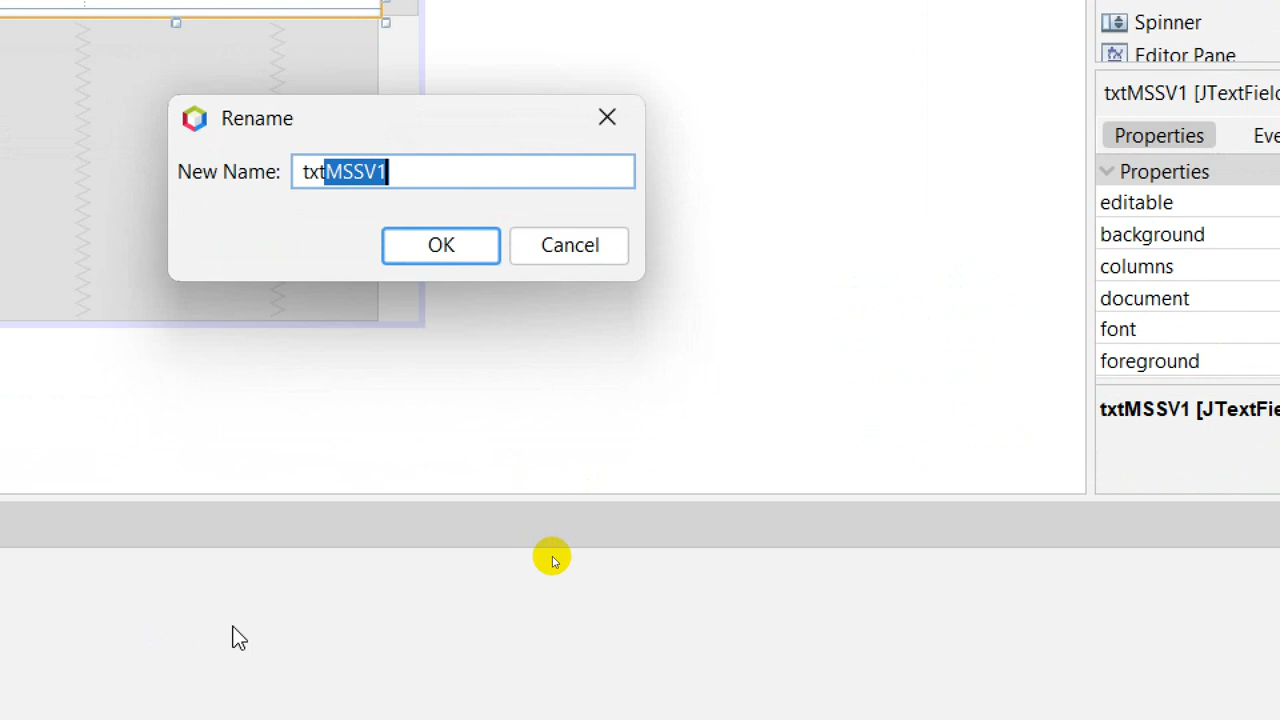 Spinner
Editor Pane
txtMSSV1 [JTextField
Properties
Eve
Properties
editable
background
columns
document
font
foreground
txtMSSV1 [JTextFie
Rename
New Name:
txtMSSV1
OK
Cancel